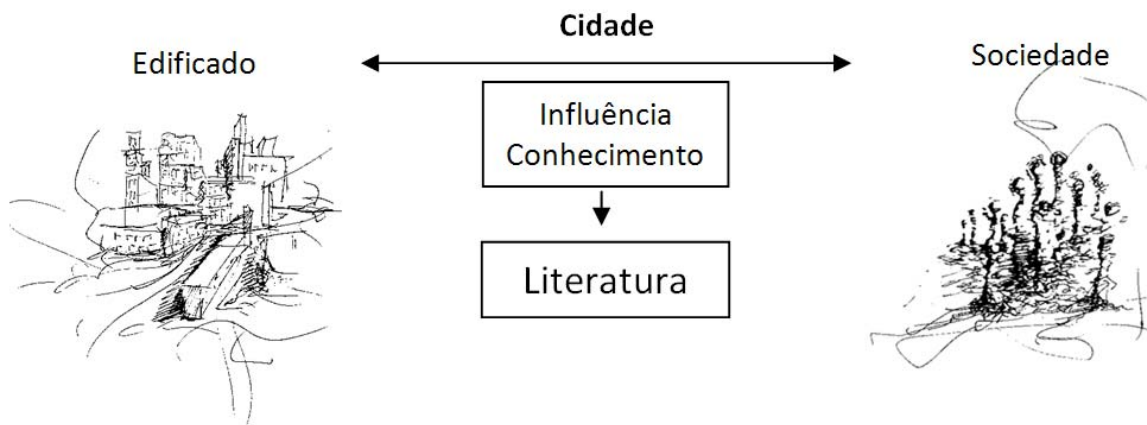 Cidade
Edificado
Sociedade
Influência
Conhecimento
Literatura